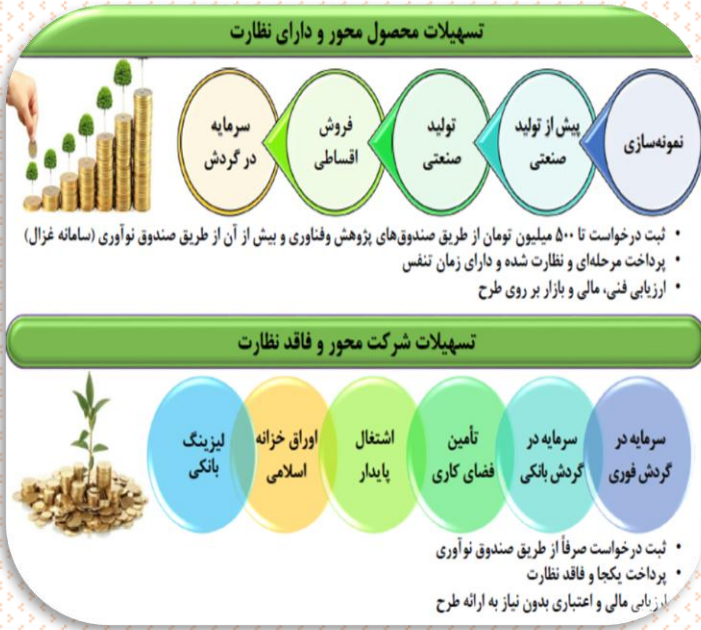 تسهیلات محصول محور و دارای نظارت
نمونه‌سازی
پیش از تولید
صنعتی
تولید
صنعتی
فروش
اقساطی
سرمایه
در گردش
• ثبت درخواست تا ۵۰۰ میلیون تومان از طریق صندوق‌های پژوهش وفناوری و بیش از آن از طریق صندوق نوآوری (سامانه غزال)
• پرداخت مرحله‌ای و نظارت شده و دارای زمان تنفس
• ارزیابی فنی، مالی و بازار بر روی طرح
تسهیلات شرکت محور و فاقد نظارت
سرمایه در
گردش فوری
سرمایه در
گردش بانکی
تأمین
فضای کاری
اشتغال
پایدار
اوراق خزانه
اسلامی
لیزینگ
بانکی
• ثبت درخواست صرفاً از طریق صندوق نوآوری
• پرداخت یکجا و فاقد نظارت
ارزیابی مالی و اعتباری بدون نیاز به ارائه طرح